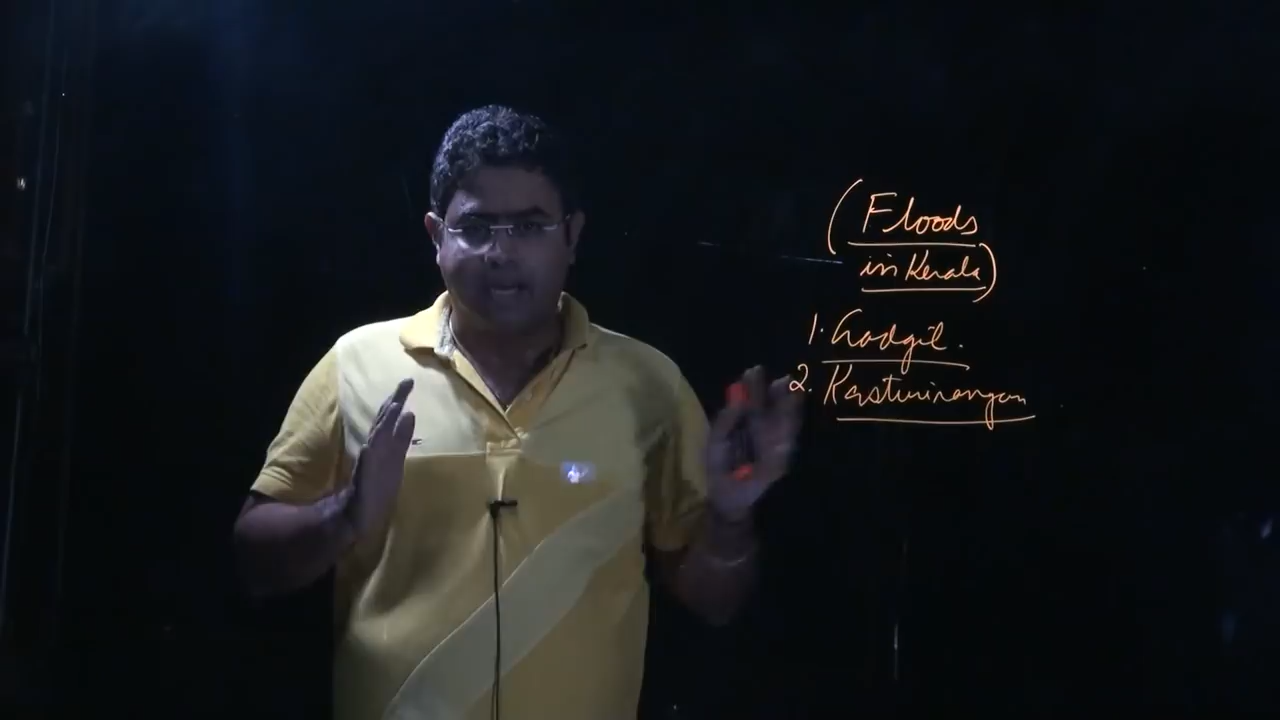 (Floods
in Kerala)
1. Gadgil.
2. Kasturirangan